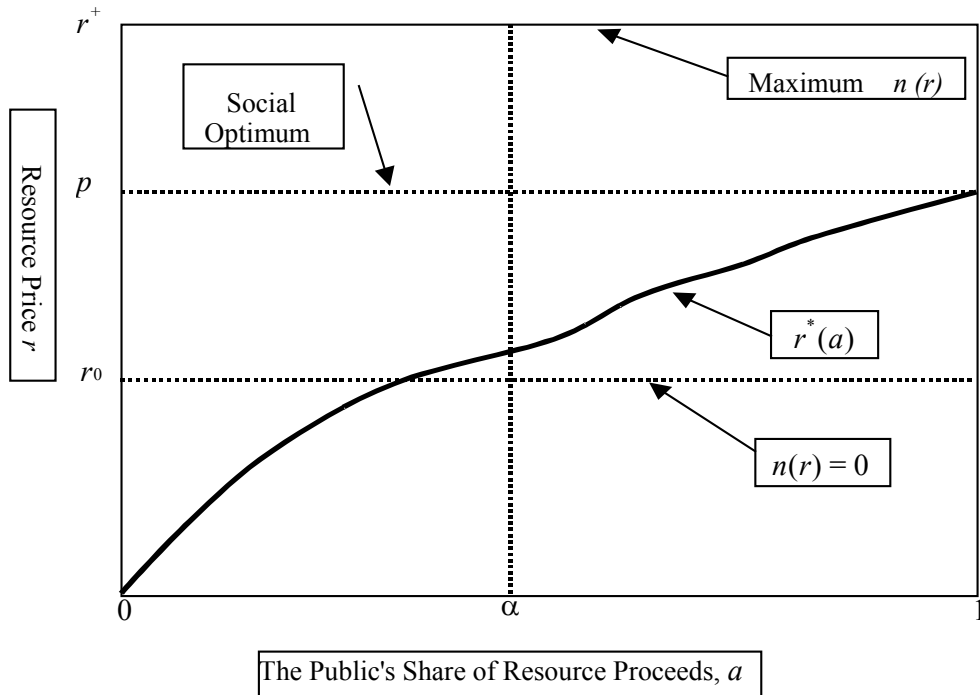 r+
Maximum n (r)
Social
Optimum
Resource Price r
p
r*(a)
r0
n(r) = 0
0
α
1
The Public's Share of Resource Proceeds, a